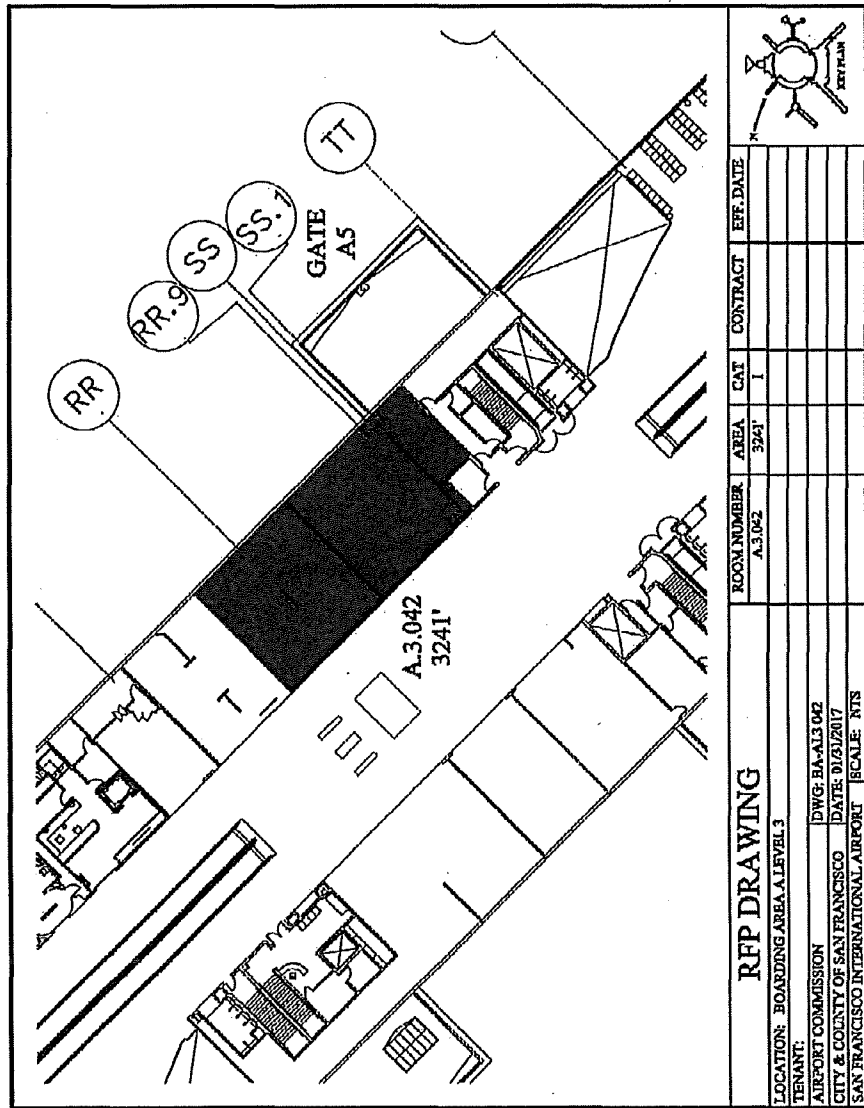 TT
SS.1
SS
RR.9
RR
GATE
A5
A.3.042
3241'
RFP DRAWING
LOCATION: BOARDING AREA A LEVEL 3
TENANT:
AIRPORT COMMISSION
DWG: BA-AL3 042
CITY & COUNTY OF SAN FRANCISCO
DATE: 01/31/2017
SAN FRANCISCO INTERNATIONAL AIRPORT
SCALE: NTS
ROOM NUMBER
AREA
CAT
CONTRACT
EFF. DATE
A.3.042
3241'
1
N
KEY PLAN